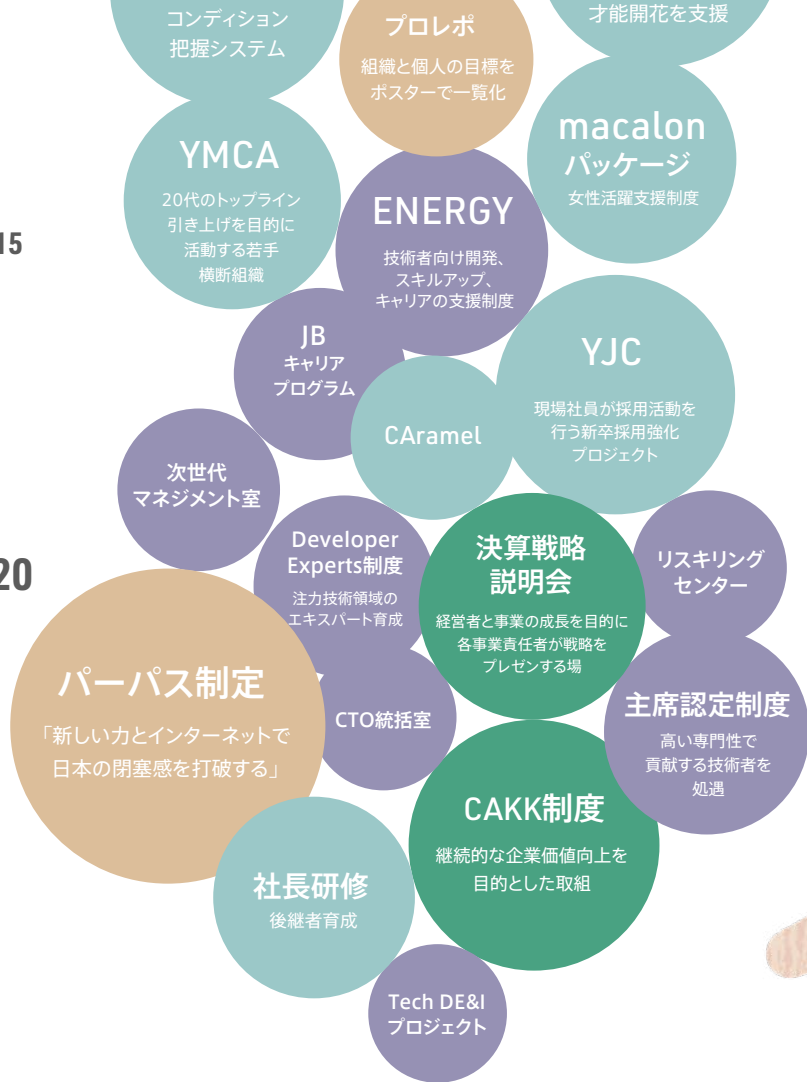 コンディション
把握システム
プロレポ
組織と個人の目標を
ポスターで一覧化
才能開花を支援
YMCA
20代のトップライン
引き上げを目的に
活動する若手
横断組織
macalon
パッケージ
女性活躍支援制度
15
ENERGY
技術者向け開発、
スキルアップ、
キャリアの支援制度
JB
キャリア
プログラム
YJC
現場社員が採用活動を
行う新卒採用強化
プロジェクト
CAramel
次世代
マネジメント室
20
Developer
Experts制度
注力技術領域の
エキスパート育成
決算戦略
説明会
経営者と事業の成長を目的に
各事業責任者が戦略を
プレゼンする場
リスキリング
センター
パーパス制定
「新しい力とインターネットで
日本の閉塞感を打破する」
CTO統括室
主席認定制度
高い専門性で
貢献する技術者を
処遇
CAKK制度
継続的な企業価値向上を
目的とした取組
社長研修
後継者育成
Tech DE&I
プロジェクト